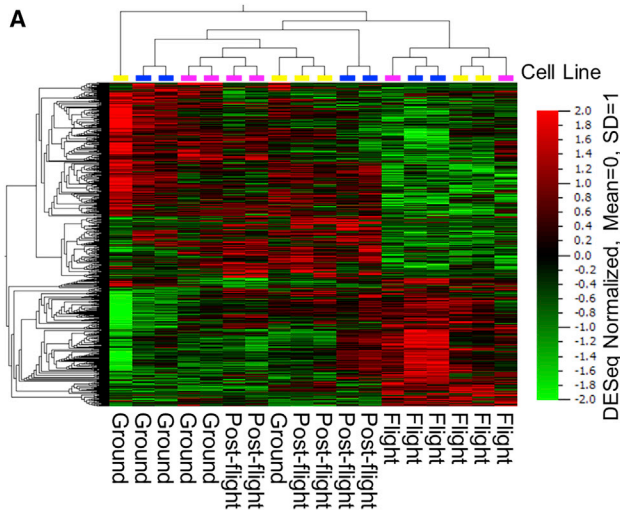 A
Cell Line
2.0
1.8
1.6
1.4
1.2
1.0
0.8
0.6
0.4
0.2
0.0
-0.2
-0.4
-0.6
-0.8
-1.0
-1.2
-1.4
-1.6
-1.8
-2.0
DESeq Normalized, Mean=0, SD=1
Ground
Ground
Ground
Ground
Ground
Post-flight
Post-flight
Ground
Post-flight
Post-flight
Post-flight
Post-flight
Flight
Flight
Flight
Flight
Flight
Flight